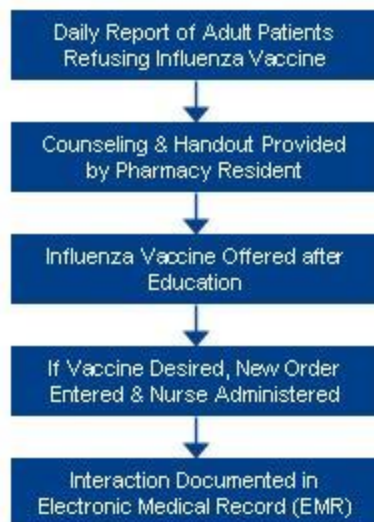 Daily Report of Adult Patients
Refusing Influenza Vaccine
Counseling & Handout Provided
by Pharmacy Resident
Influenza Vaccine Offered after
Education
If Vaccine Desired, New Order
Entered & Nurse Administered
Interaction Documented in
Electronic Medical Record (EMR)